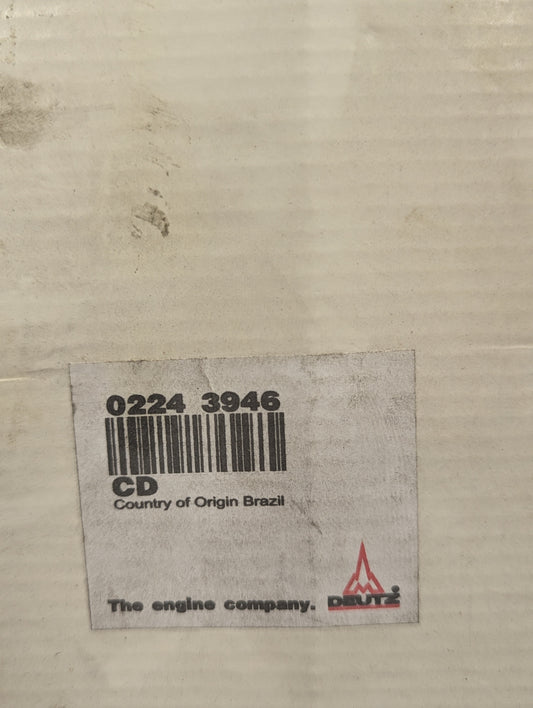 0224 3946
CD
Country of Origin Brazil
The engine company. DEUTZ